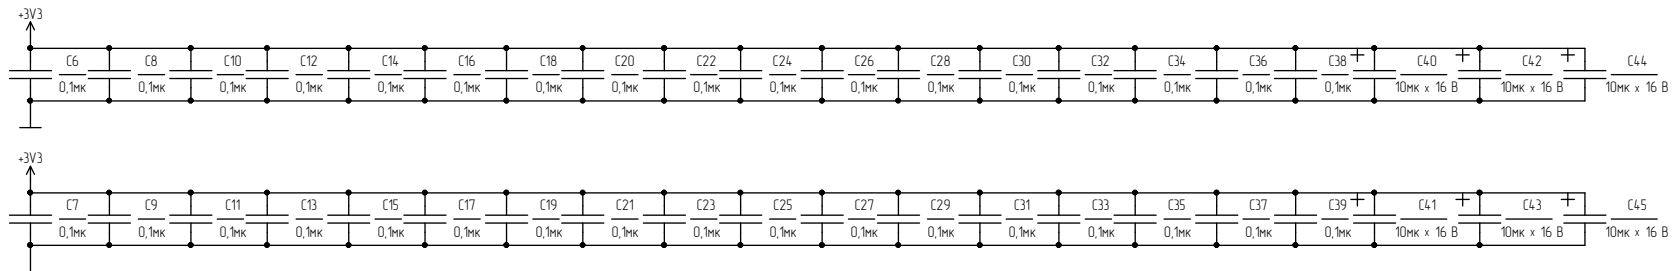 +3V3
C6 C8 C10 C12 C14 C16 C18 C20 C22 C24 C26 C28 C30 C32 C34 C36 C38 C40 C42 C44
0,1мк 0,1мк 0,1мк 0,1мк 0,1мк 0,1мк 0,1мк 0,1мк 0,1мк 0,1мк 0,1мк 0,1мк 0,1мк 0,1мк 0,1мк 0,1мк 0,1мк 10мк x 16 В 10мк x 16 В 10мк x 16 В
+3V3
C7 C9 C11 C13 C15 C17 C19 C21 C23 C25 C27 C29 C31 C33 C35 C37 C39 C41 C43 C45
0,1мк 0,1мк 0,1мк 0,1мк 0,1мк 0,1мк 0,1мк 0,1мк 0,1мк 0,1мк 0,1мк 0,1мк 0,1мк 0,1мк 0,1мк 0,1мк 0,1мк 10мк x 16 В 10мк x 16 В 10мк x 16 В